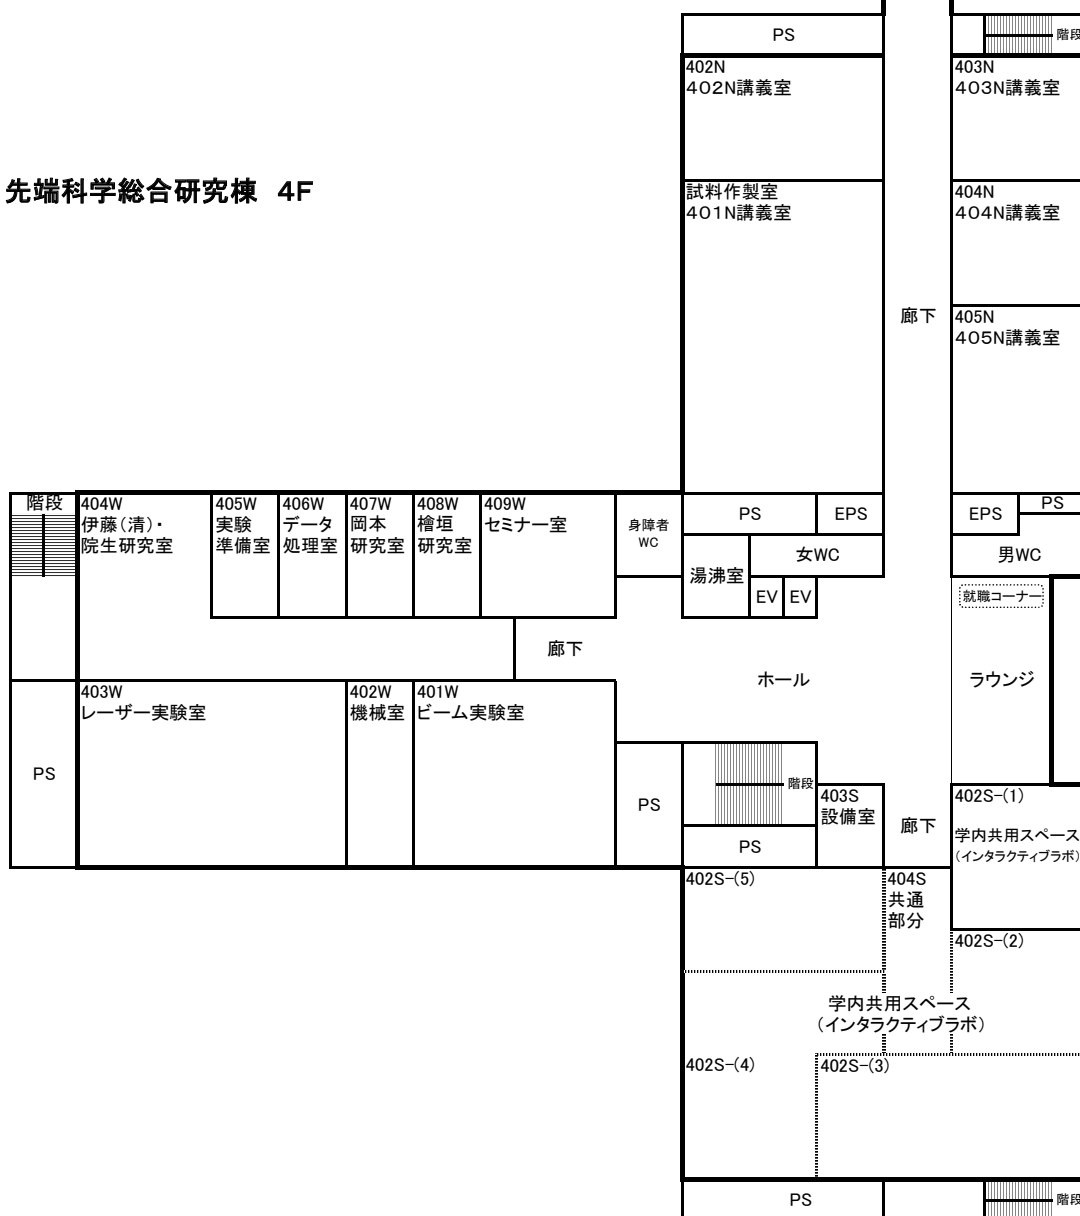 PS
階段
402N
４０２N講義室
403N
４０３N講義室
先端科学総合研究棟　４F
試料作製室
４０１N講義室
404N
４０４N講義室
廊下
405N
４０５N講義室
階段
404W
伊藤（清）・
院生研究室
405W
実験
準備室
406W
データ
処理室
407W
岡本
研究室
408W
檜垣
研究室
409W
セミナー室
身障者
WC
PS
EPS
EPS
PS
湯沸室
女WC
男WC
EV
EV
就職コーナー
廊下
ホール
ラウンジ
403W
レーザー実験室
402W
機械室
401W
ビーム実験室
PS
PS
階段
PS
403S
設備室
廊下
402S-(1)
学内共用スペース
（インタラクティブラボ）
402S-(5)
404S
共通
部分
402S-(2)
学内共用スペース
（インタラクティブラボ）
402S-(4)
402S-(3)
PS
階段